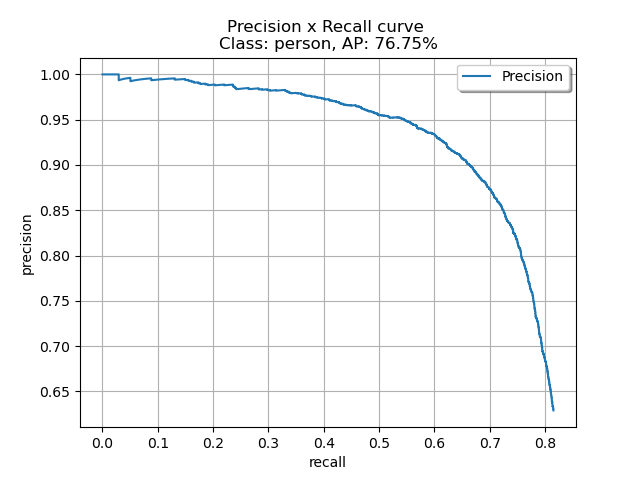 Precision x Recall curve
Class: person, AP: 76.75%
Precision
precision
1.00
0.95
0.90
0.85
0.80
0.75
0.70
0.65
0.0 0.1 0.2 0.3 0.4 0.5 0.6 0.7 0.8
recall